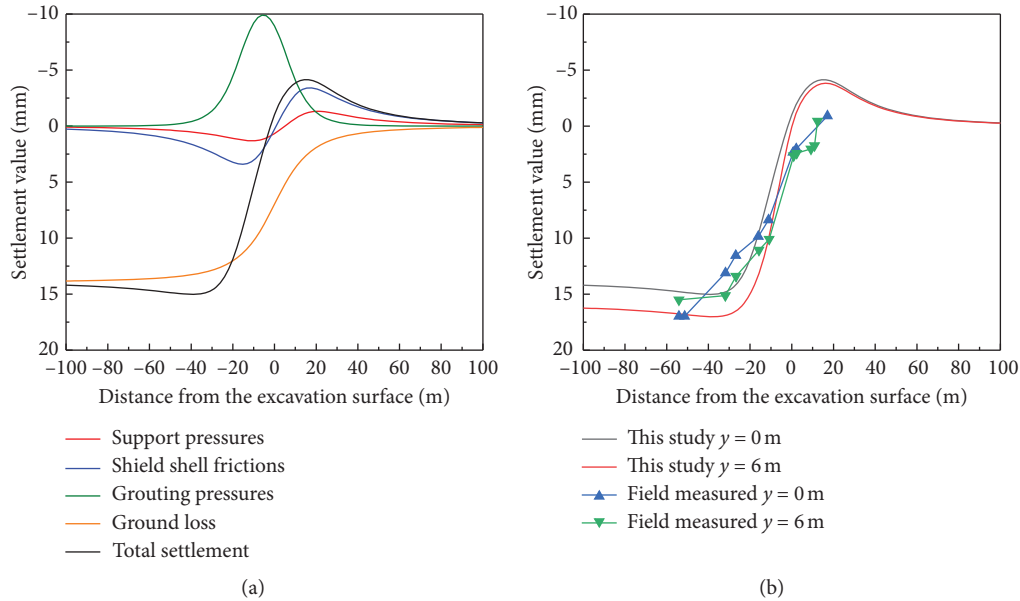 −10
−5
0
5
10
15
20
Settlement value (mm)
−100 −80 −60 −40 −20 0 20 40 60 80 100
Distance from the excavation surface (m)
Support pressures
Shield shell frictions
Grouting pressures
Ground loss
Total settlement
(a)
−10
−5
0
5
10
15
20
Settlement value (mm)
−100 −80 −60 −40 −20 0 20 40 60 80 100
Distance from the excavation surface (m)
This study y = 0 m
This study y = 6 m
Field measured y = 0 m
Field measured y = 6 m
(b)